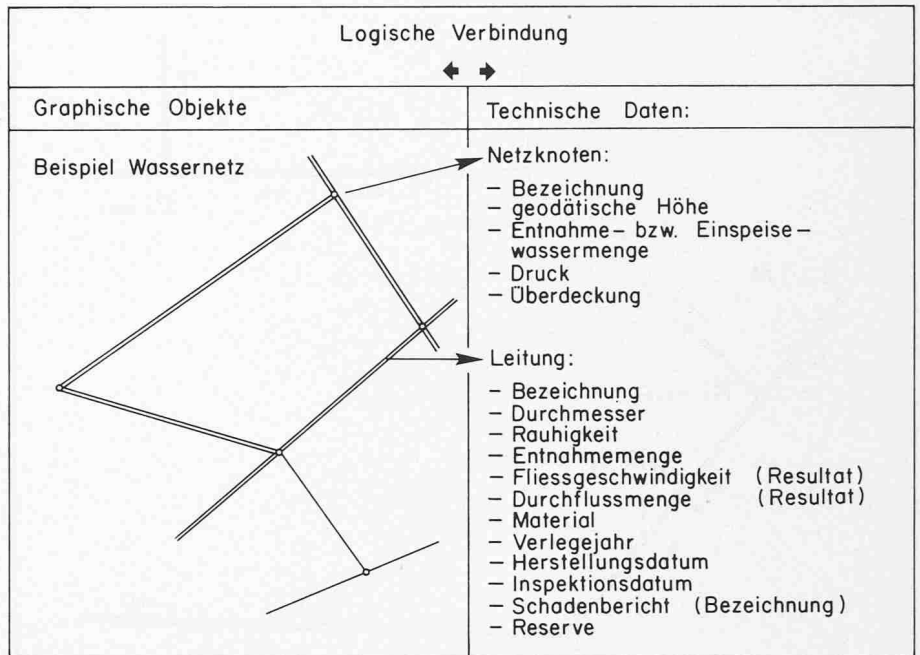 Logische Verbindung
Graphische Objekte
Technische Daten:
Beispiel Wassernetz
Netzknoten:
– Bezeichnung
– geodätische Höhe
– Entnahme– bzw. Einspeise–
wassermenge
– Druck
– Überdeckung
Leitung:
– Bezeichnung
– Durchmesser
– Rauhigkeit
– Entnahmemenge
– Fliessgeschwindigkeit (Resultat)
– Durchflussmenge (Resultat)
– Material
– Verlegejahr
– Herstellungsdatum
– Inspektionsdatum
– Schadenbericht (Bezeichnung)
– Reserve